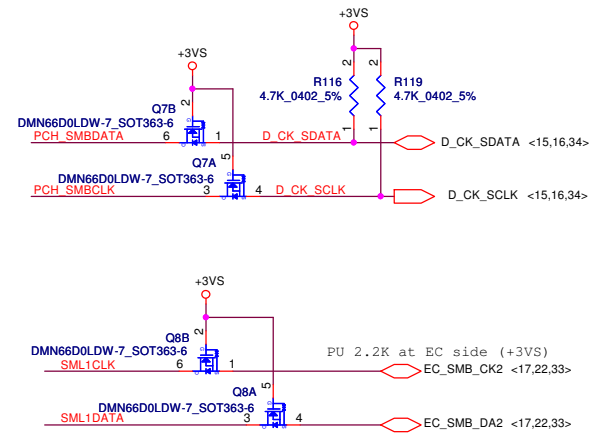 +3VS
+3VS
R116
4.7K_0402_5%
R119
4.7K_0402_5%
2
2
1
1
Q7B
DMN66D0LDW-7_SOT363-6
2
PCH_SMBDATA
6
1
D_CK_SDATA
D_CK_SDATA <15,16,34>
Q7A
DMN66D0LDW-7_SOT363-6
5
PCH_SMBCLK
3
4
D_CK_SCLK
D_CK_SCLK <15,16,34>
+3VS
Q8B
DMN66D0LDW-7_SOT363-6
2
PU 2.2K at EC side (+3VS)
SML1CLK
6
1
EC_SMB_CK2 <17,22,33>
Q8A
DMN66D0LDW-7_SOT363-6
5
SML1DATA
3
4
EC_SMB_DA2 <17,22,33>